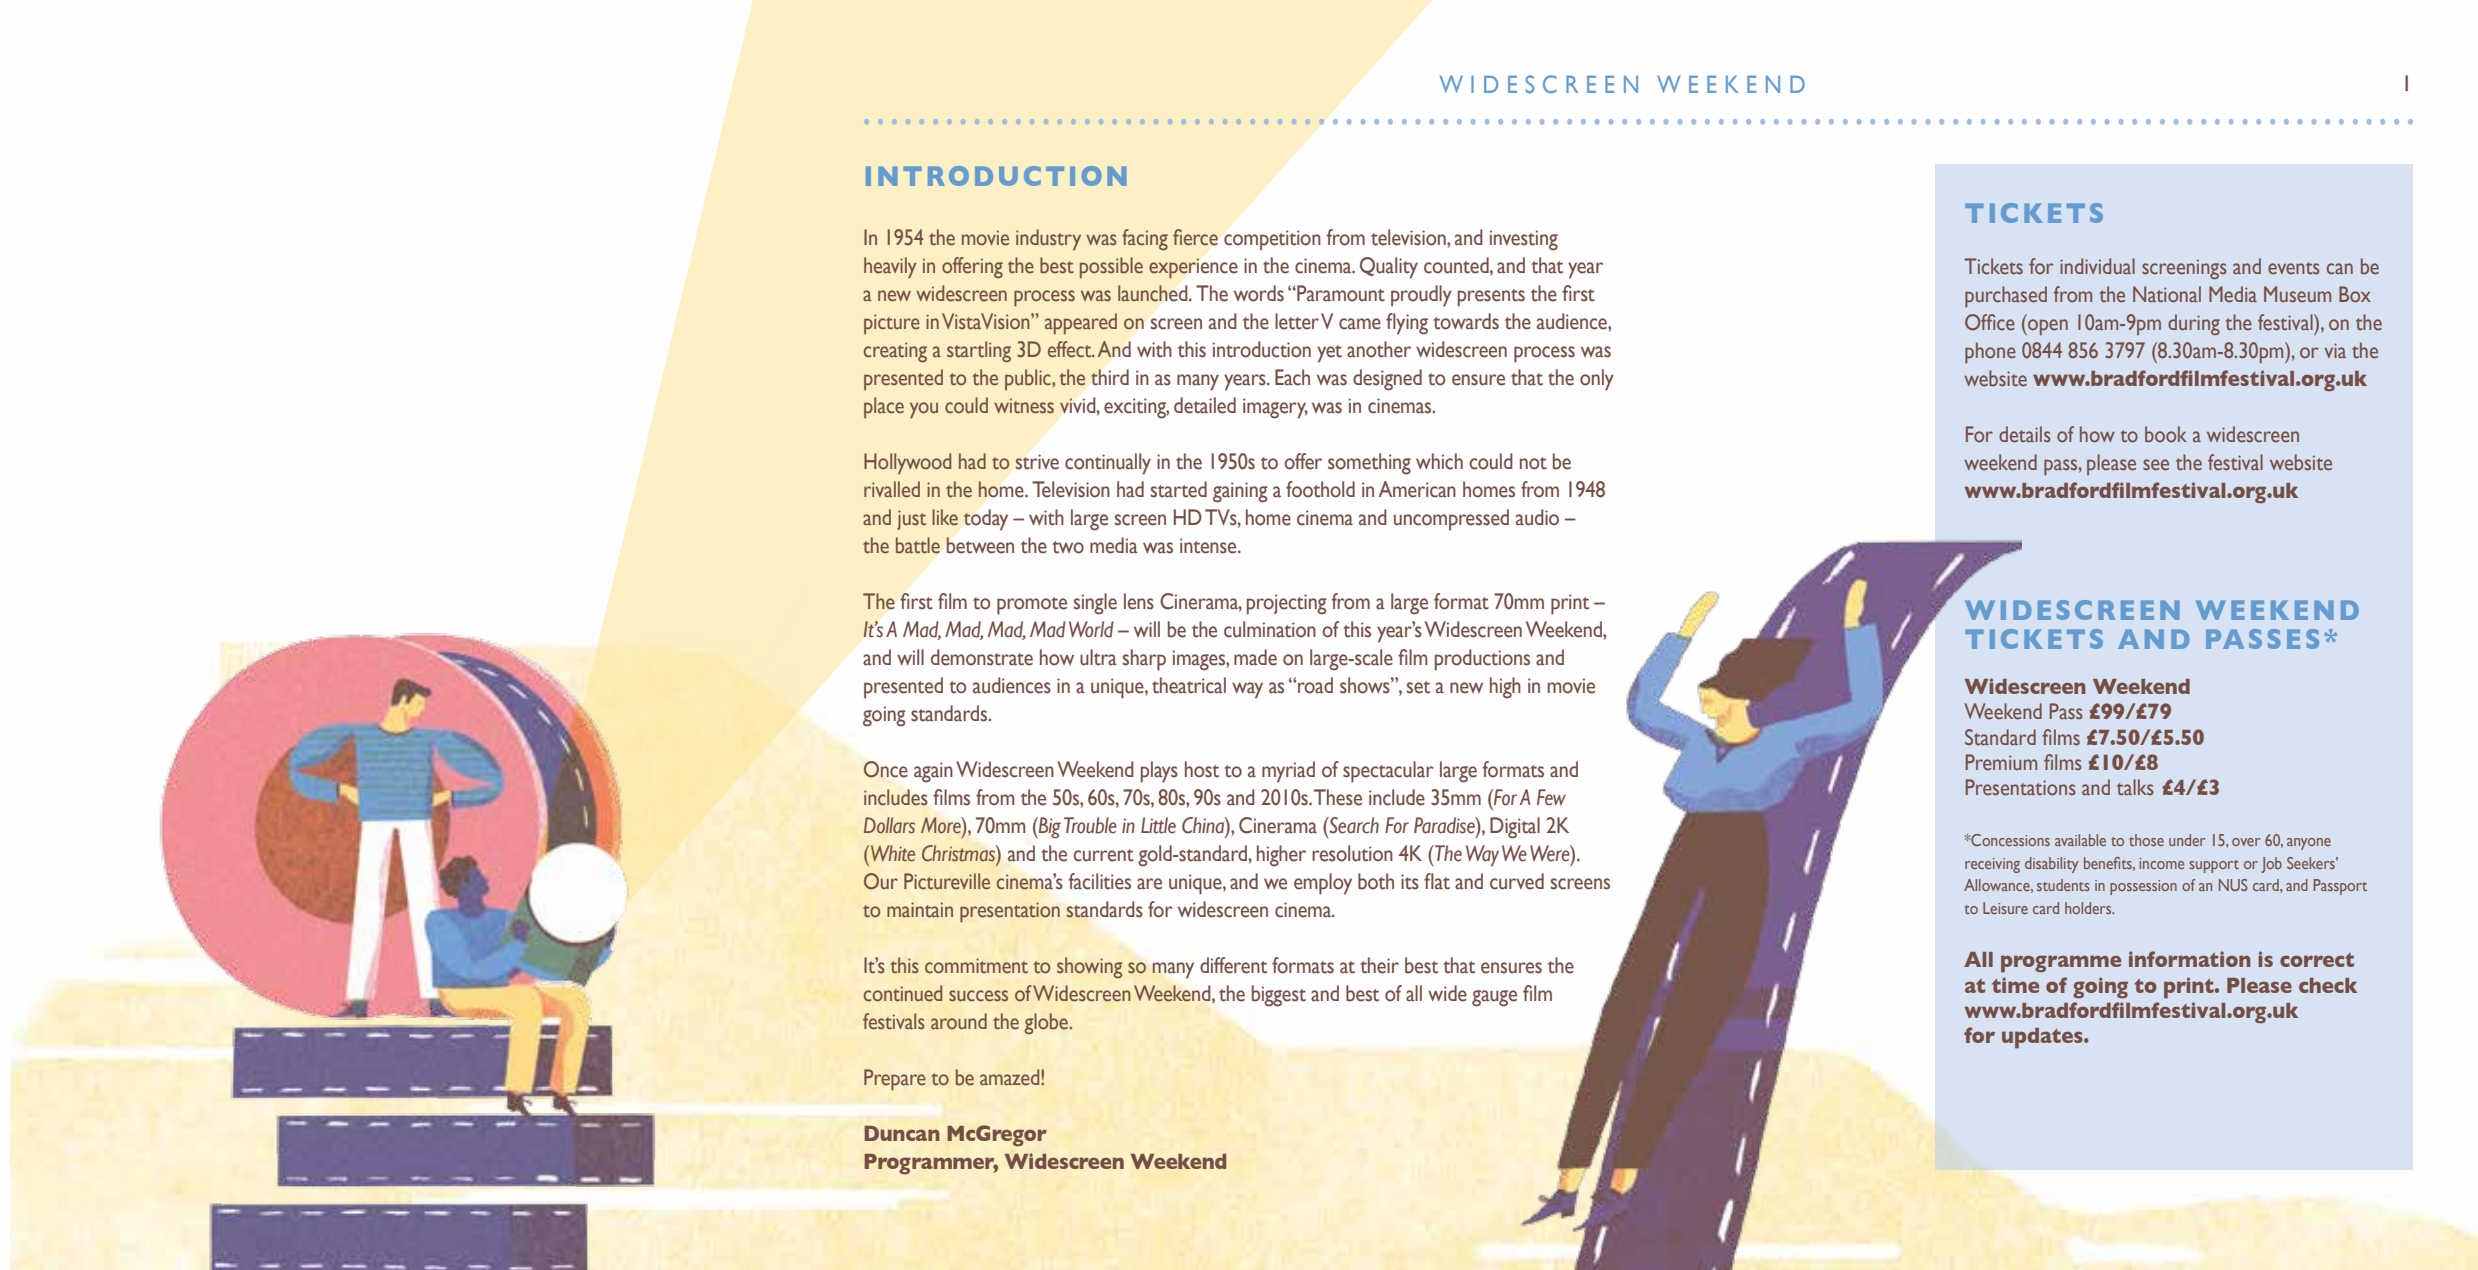 WIDESCREEN WEEKEND
1
INTRODUCTION
In 1954 the movie industry was facing fierce competition from television, and investing
heavily in offering the best possible experience in the cinema. Quality counted, and that year
a new widescreen process was launched. The words “Paramount proudly presents the first
picture in VistaVision” appeared on screen and the letter V came flying towards the audience,
creating a startling 3D effect. And with this introduction yet another widescreen process was
presented to the public, the third in as many years. Each was designed to ensure that the only
place you could witness vivid, exciting, detailed imagery, was in cinemas.
Hollywood had to strive continually in the 1950s to offer something which could not be
rivalled in the home. Television had started gaining a foothold in American homes from 1948
and just like today – with large screen HD TVs, home cinema and uncompressed audio –
the battle between the two media was intense.
The first film to promote single lens Cinerama, projecting from a large format 70mm print –
It’s A Mad, Mad, Mad, Mad World – will be the culmination of this year’s Widescreen Weekend,
and will demonstrate how ultra sharp images, made on large-scale film productions and
presented to audiences in a unique, theatrical way as “road shows”, set a new high in movie
going standards.
Once again Widescreen Weekend plays host to a myriad of spectacular large formats and
includes films from the 50s, 60s, 70s, 80s, 90s and 2010s. These include 35mm (For A Few
Dollars More), 70mm (Big Trouble in Little China), Cinerama (Search For Paradise), Digital 2K
(White Christmas) and the current gold-standard, higher resolution 4K (The Way We Were).
Our Pictureville cinema’s facilities are unique, and we employ both its flat and curved screens
to maintain presentation standards for widescreen cinema.
It’s this commitment to showing so many different formats at their best that ensures the
continued success of Widescreen Weekend, the biggest and best of all wide gauge film
festivals around the globe.
Prepare to be amazed!
Duncan McGregor
Programmer, Widescreen Weekend
TICKETS
Tickets for individual screenings and events can be
purchased from the National Media Museum Box
Office (open 10am-9pm during the festival), on the
phone 0844 856 3797 (8.30am-8.30pm), or via the
website www.bradfordfilmfestival.org.uk
For details of how to book a widescreen
weekend pass, please see the festival website
www.bradfordfilmfestival.org.uk
WIDESCREEN WEEKEND
TICKETS AND PASSES*
Widescreen Weekend
Weekend Pass £99/£79
Standard films £7.50/£5.50
Premium films £10/£8
Presentations and talks £4/£3
*Concessions available to those under 15, over 60, anyone
receiving disability benefits, income support or Job Seekers’
Allowance, students in possession of an NUS card, and Passport
to Leisure card holders.
All programme information is correct
at time of going to print. Please check
www.bradfordfilmfestival.org.uk
for updates.